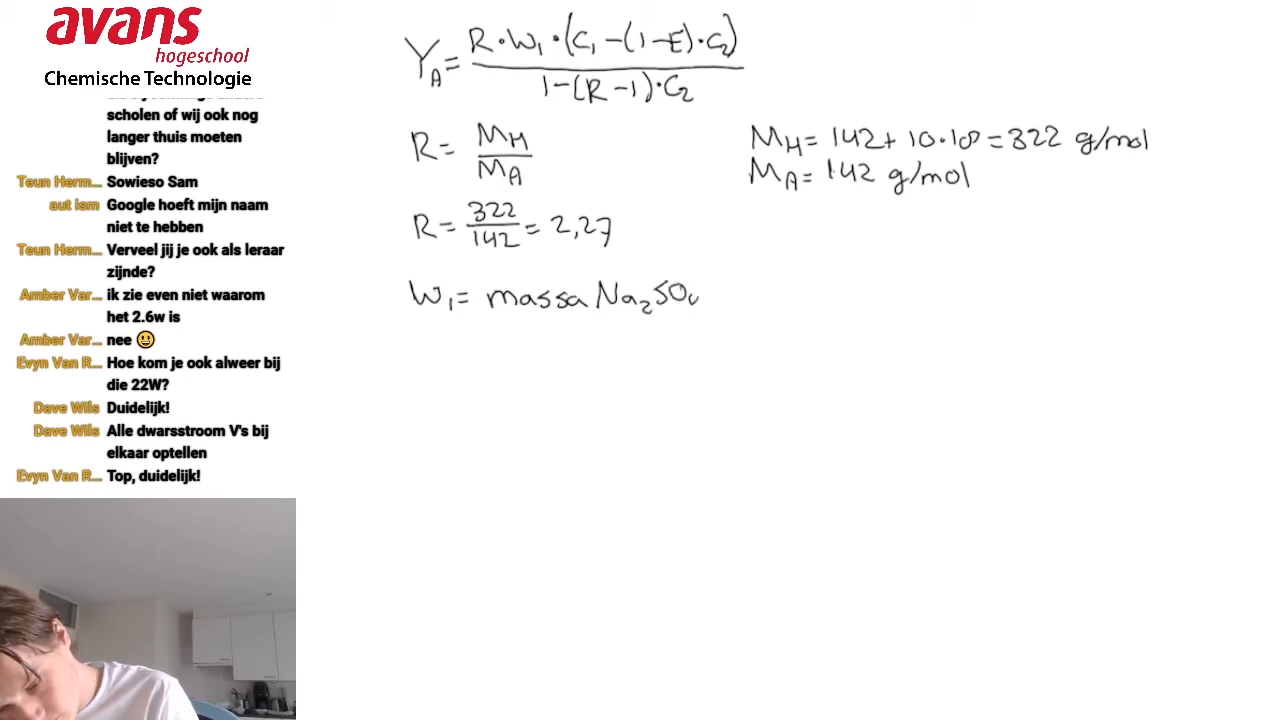 avans
hogeschool
Chemische Technologie
scholen of wij ook nog
langer thuis moeten
blijven?
Teun Herm... Sowieso Sam
aut ism Google hoeft mijn naam
niet te hebben
Teun Herm... Verveel jij je ook als leraar
zijnde?
Amber Var... ik zie even niet waarom
het 2.6w is
Amber Var... nee 😃
Evyn Van R... Hoe kom je ook alweer bij
die 22W?
Dave Wils Duidelijk!
Dave Wils Alle dwarsstroom V's bij
elkaar optellen
Evyn Van R... Top, duidelijk!
Y_A = R·W₁·(C₁-(1-E)·C₂) / 1-(R-1)·C₂
R = M_H / M_A
M_H = 142 + 10·18 = 322 g/mol
M_A = 142 g/mol
R = 322 / 142 = 2,27
W₁ = massa Na₂SO₄